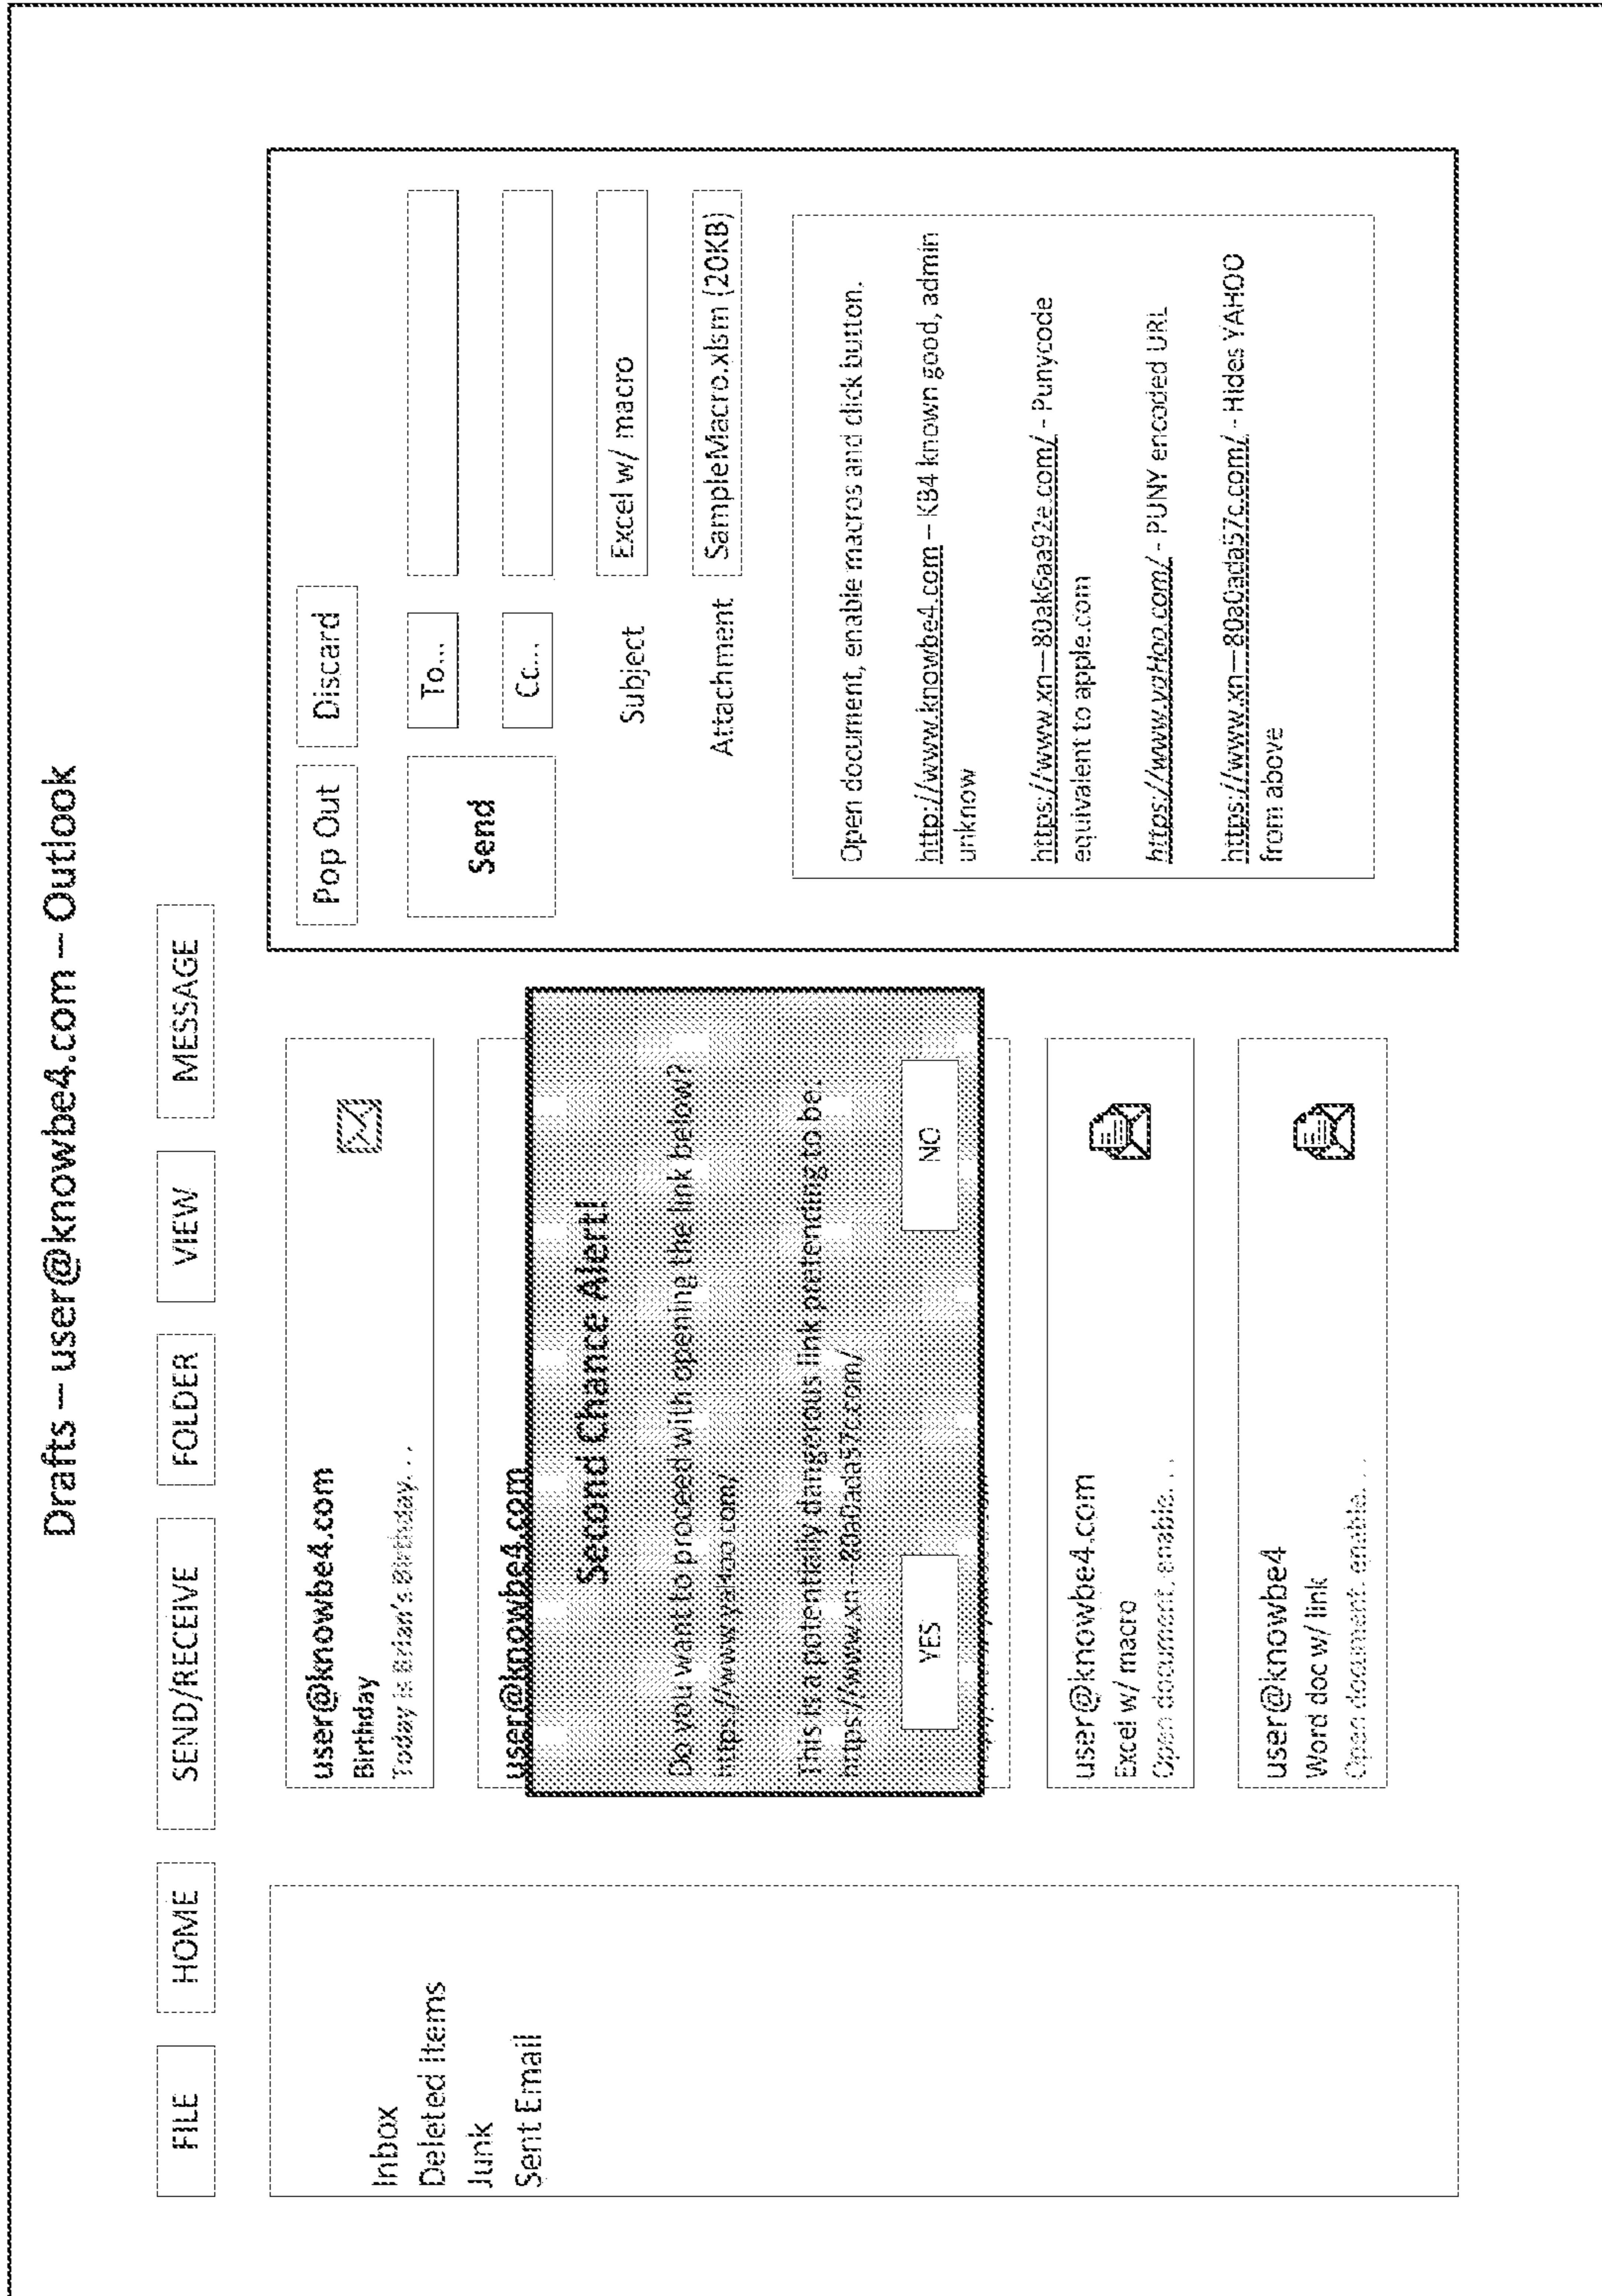 Drafts – user@knowbe4.com – Outlook
FILE
HOME
SEND/RECEIVE
FOLDER
VIEW
MESSAGE
Inbox
Deleted Items
Junk
Sent Email
user@knowbe4.com
Birthday
Today is Brian's Birthday...
user@knowbe4.com
Second Chance Alert!
Do you want to proceed with opening the link below?
https://www.yaHoo.com/
This is a potentially dangerous link pretending to be:
https://www.xn--80a0ada57c.com/
YES
NO
user@knowbe4.com
Excel w/ macro
Open document, enable...
user@knowbe4
Word doc w/ link
Open document, enable...
Pop Out
Discard
Send
To...
Cc...
Subject
Excel w/ macro
Attachment
SampleMacro.xlsm (20KB)
Open document, enable macros and click button.
http://www.knowbe4.com – KB4 known good, admin
unknow
https://www.xn--80ak6aa92e.com/ - Punycode
equivalent to apple.com
https://www.yaHoo.com/ - PUNY encoded URL
https://www.xn--80a0ada57c.com/ - Hides YAHOO
from above